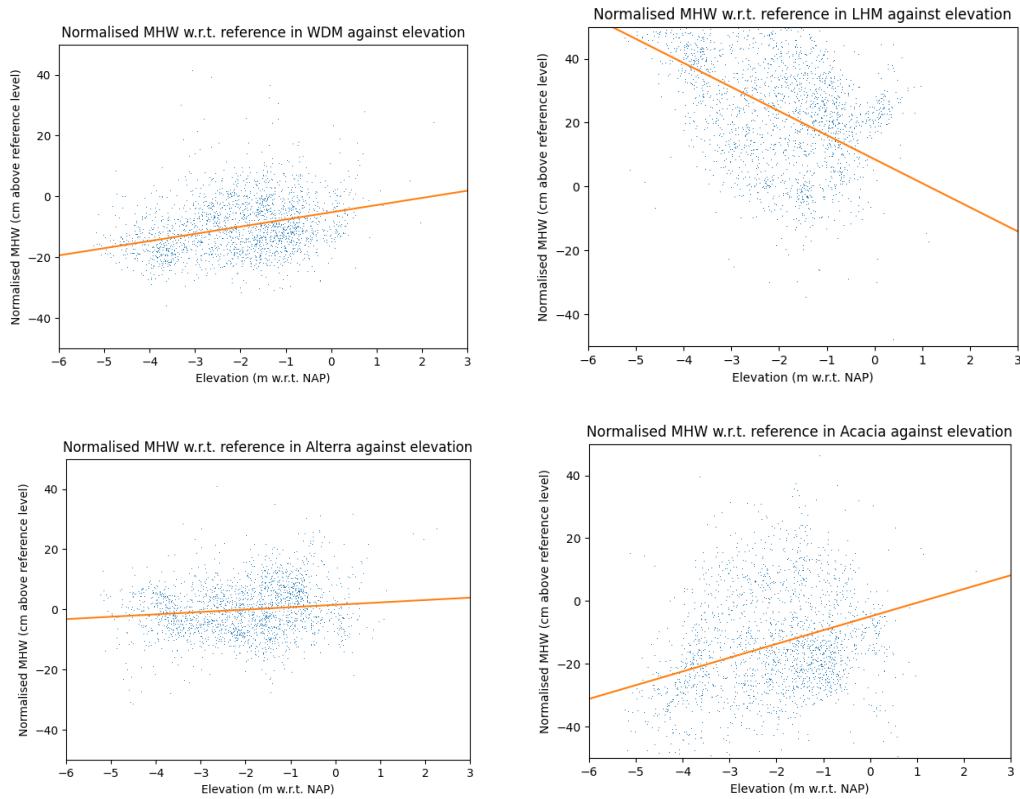 Normalised MHW w.r.t. reference in WDM against elevation
Normalised MHW (cm above reference level)
40
20
0
−20
−40
−6 −5 −4 −3 −2 −1 0 1 2 3
Elevation (m w.r.t. NAP)
Normalised MHW w.r.t. reference in LHM against elevation
Normalised MHW (cm above reference level)
40
20
0
−20
−40
−6 −5 −4 −3 −2 −1 0 1 2 3
Elevation (m w.r.t. NAP)
Normalised MHW w.r.t. reference in Alterra against elevation
Normalised MHW (cm above reference level)
40
20
0
−20
−40
−6 −5 −4 −3 −2 −1 0 1 2 3
Elevation (m w.r.t. NAP)
Normalised MHW w.r.t. reference in Acacia against elevation
Normalised MHW (cm above reference level)
40
20
0
−20
−40
−6 −5 −4 −3 −2 −1 0 1 2 3
Elevation (m w.r.t. NAP)